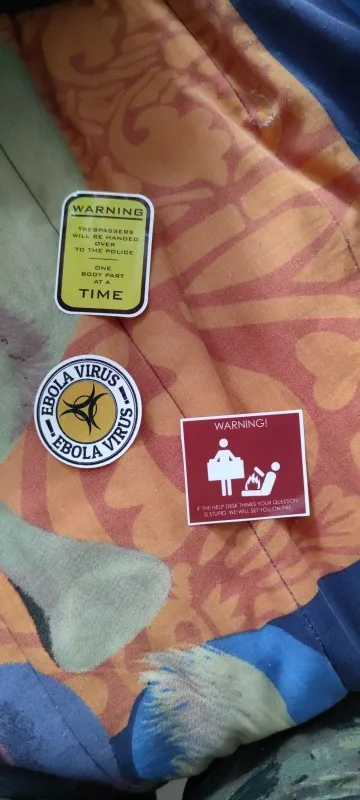 WARNING
TRESPASSERS
WILL BE HANDED
OVER
TO THE POLICE
ONE
BODY PART
AT A
TIME
EBOLA VIRUS
EBOLA VIRUS
WARNING!
IF THE HELP DESK THINKS YOUR QUESTION
IS STUPID, WE WILL SET YOU ON FIRE